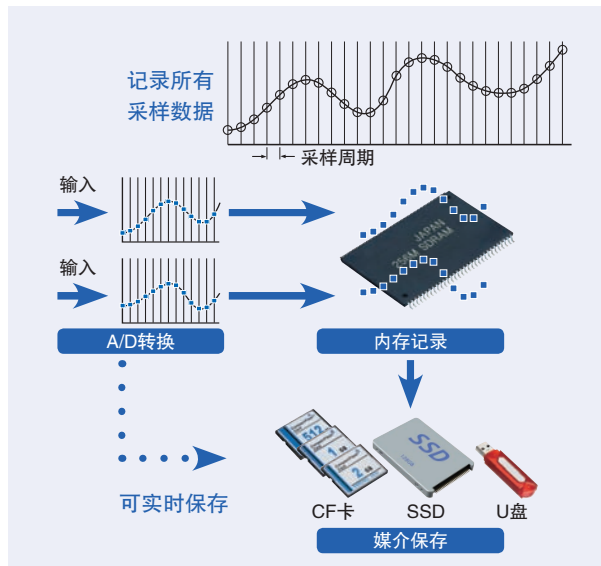 记录所有
采样数据
采样周期
输入
输入
JAPAN
256M SDRAM
A/D转换
内存记录
512
1 GB
2 GB
SSD
可实时保存
CF卡
SSD
U盘
媒介保存